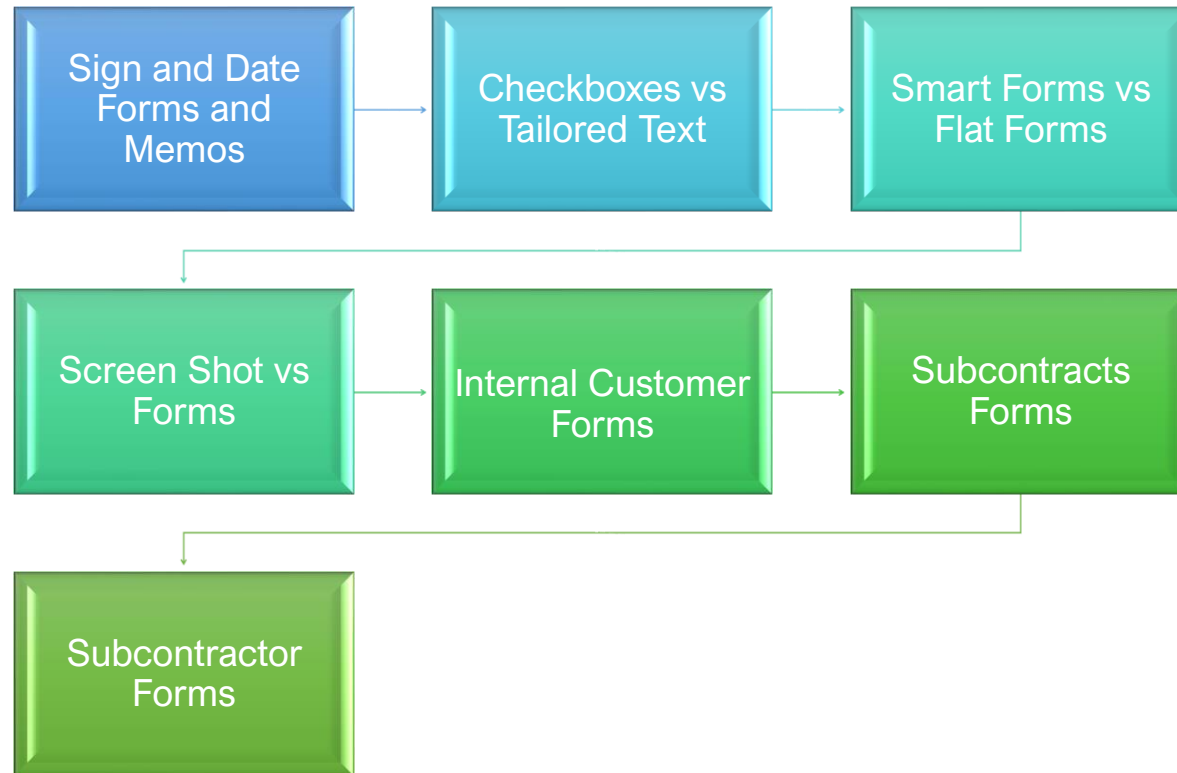 Sign and Date
Forms and
Memos
Checkboxes vs
Tailored Text
Smart Forms vs
Flat Forms
Screen Shot vs
Forms
Internal Customer
Forms
Subcontracts
Forms
Subcontractor
Forms